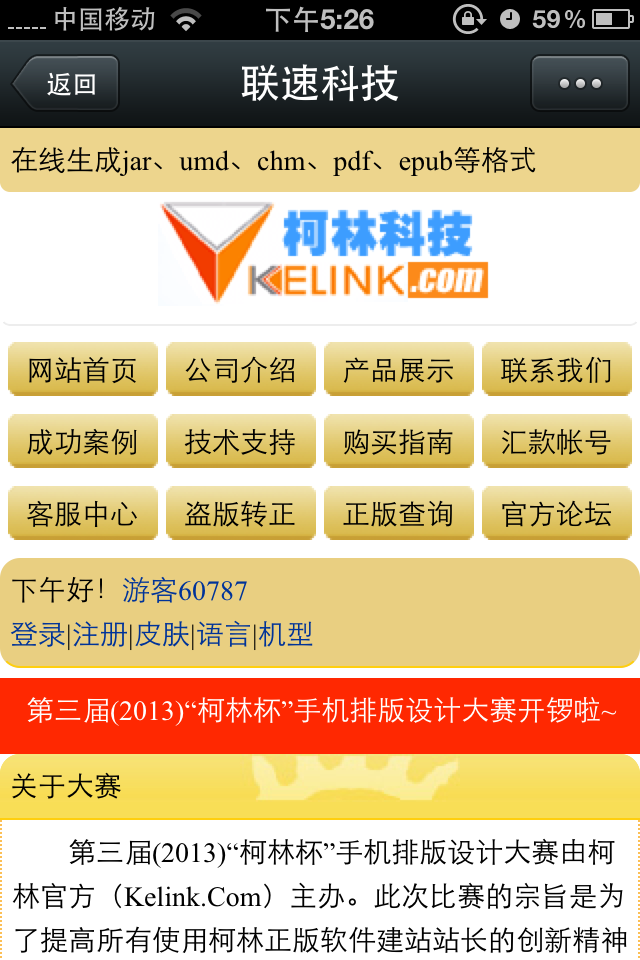 中国移动 下午5:26 59%
返回 联速科技
在线生成jar、umd、chm、pdf、epub等格式
柯林科技
KELINK.com
网站首页 公司介绍 产品展示 联系我们
成功案例 技术支持 购买指南 汇款帐号
客服中心 盗版转正 正版查询 官方论坛
下午好！游客60787
登录|注册|皮肤|语言|机型
第三届(2013)“柯林杯”手机排版设计大赛开锣啦~
关于大赛
第三届(2013)“柯林杯”手机排版设计大赛由柯
林官方（Kelink.Com）主办。此次比赛的宗旨是为
了提高所有使用柯林正版软件建站站长的创新精神